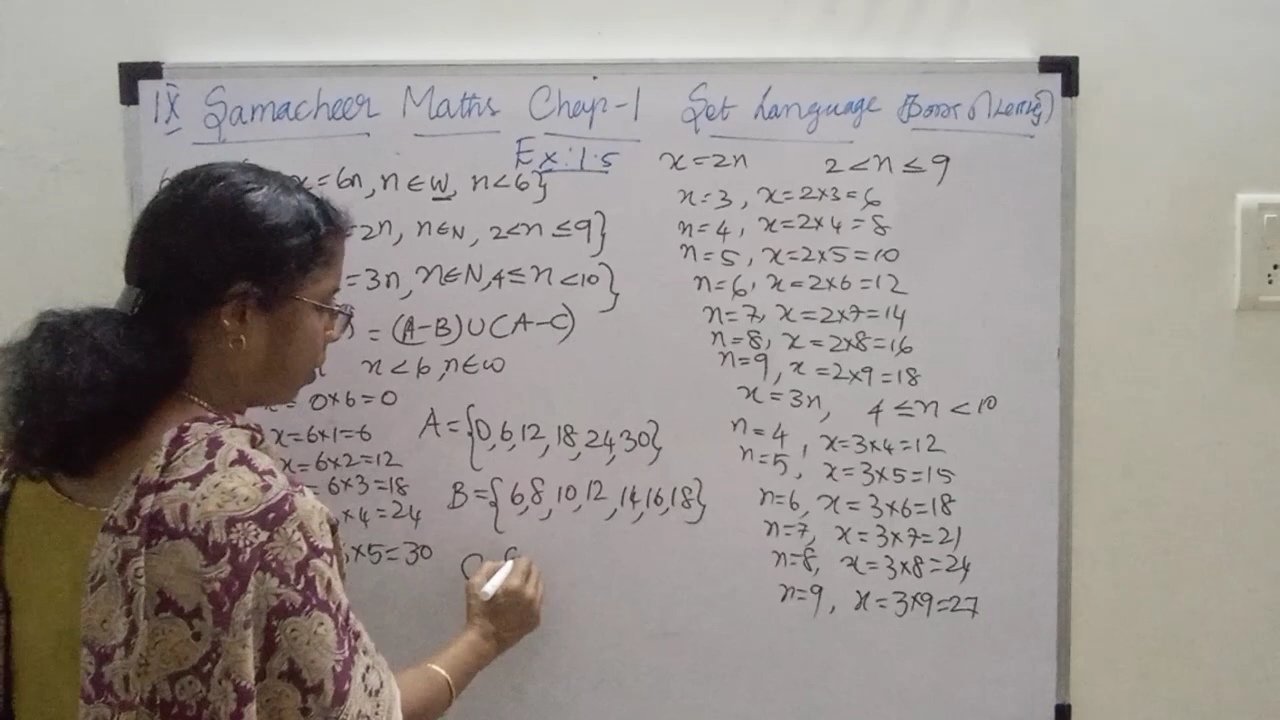 IX Samacheer Maths Chap-1 Set Language கணமொழி
Ex:1.5
x=6n, n∈W, n<6}
=2n, n∈N, 2<n≤9}
=3n, n∈N, 4≤n<10}
= (A-B)∪(A-C)
n<6, n∈W
0×6=0
x=6×1=6
x=6×2=12
= 6×3=18
×4=24
×5=30
A={0,6,12,18,24,30}
B={6,8,10,12,14,16,18}
C
x=2n 2<n≤9
n=3, x=2×3=6
n=4, x=2×4=8
n=5, x=2×5=10
n=6, x=2×6=12
n=7, x=2×7=14
n=8, x=2×8=16
n=9, x=2×9=18
x=3n, 4≤n<10
n=4, x=3×4=12
n=5, x=3×5=15
n=6, x=3×6=18
n=7, x=3×7=21
n=8, x=3×8=24
n=9, x=3×9=27